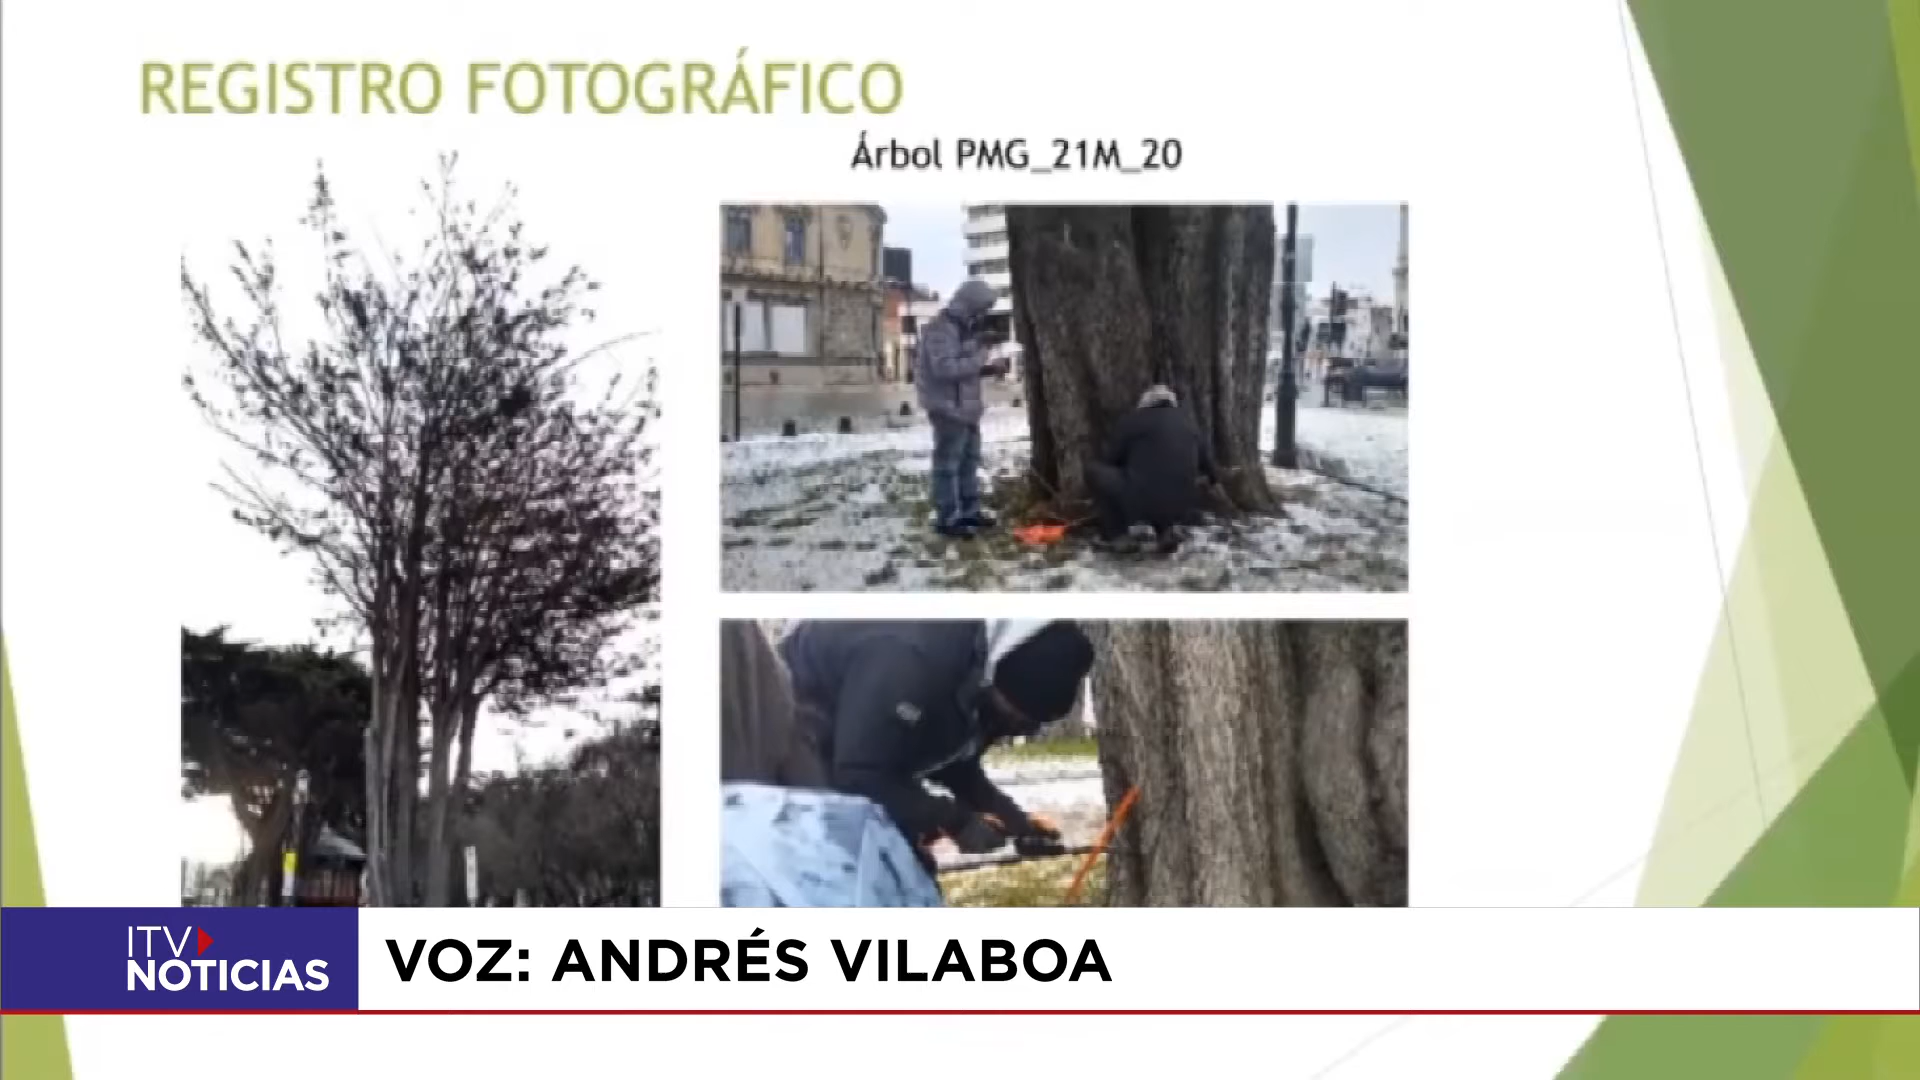 REGISTRO FOTOGRÁFICO
Árbol PMG_21M_20
ITV
NOTICIAS
VOZ: ANDRÉS VILABOA